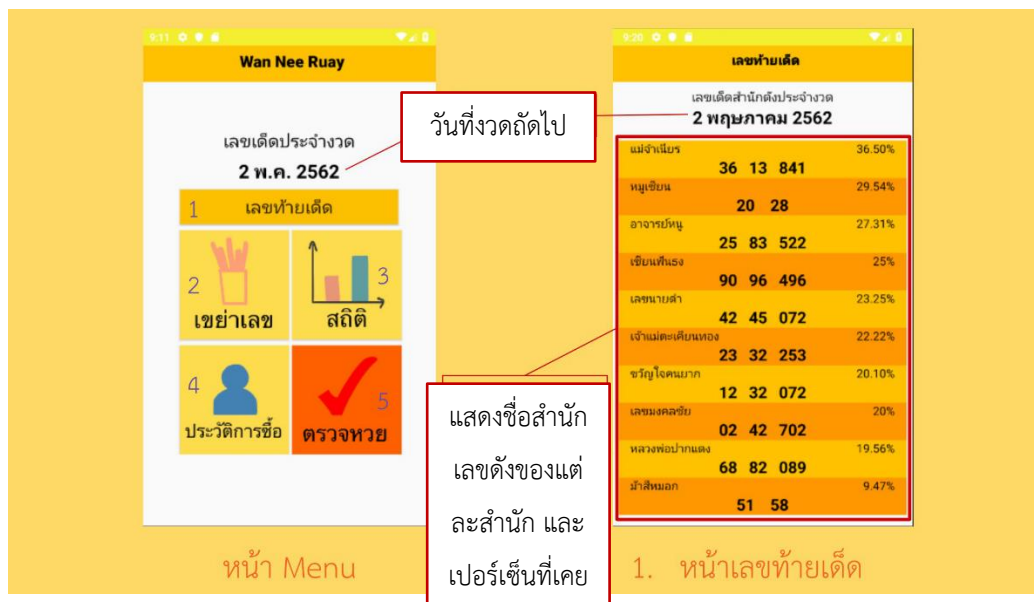 9:11
Wan Nee Ruay
เลขเด็ดประจำงวด
2 พ.ค. 2562
1 เลขท้ายเด็ด
2 เขย่าเลข
3 สถิติ
4 ประวัติการซื้อ
5 ตรวจหวย
หน้า Menu
วันที่งวดถัดไป
แสดงชื่อสำนัก
เลขดังของแต่
ละสำนัก และ
เปอร์เซ็นที่เคย
9:20
เลขท้ายเด็ด
เลขเด็ดสำนักดังประจำงวด
2 พฤษภาคม 2562
แม่จำเนียร 36.50%
36 13 841
หมูเซียน 29.54%
20 28
อาจารย์หนู 27.31%
25 83 522
เซียนฟันธง 25%
90 96 496
เลขนายดำ 23.25%
42 45 072
เจ้าแม่ตะเคียนทอง 22.22%
23 32 253
ขวัญใจคนยาก 20.10%
12 32 072
เลขมงคลชัย 20%
02 42 702
หลวงพ่อปากแดง 19.56%
68 82 089
ม้าสีหมอก 9.47%
51 58
1. หน้าเลขท้ายเด็ด